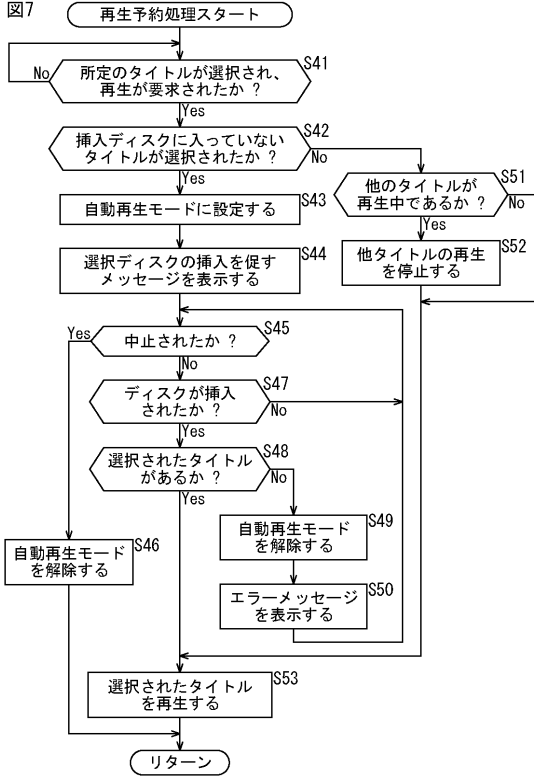 図7
再生予約処理スタート
S41
所定のタイトルが選択され、
再生が要求されたか ?
No
Yes
S42
挿入ディスクに入っていない
タイトルが選択されたか ?
No
Yes
S43
自動再生モードに設定する
S44
選択ディスクの挿入を促す
メッセージを表示する
S51
他のタイトルが
再生中であるか ?
No
Yes
S52
他タイトルの再生
を停止する
S45
中止されたか ?
Yes
No
S47
ディスクが挿入
されたか ?
No
Yes
S48
選択されたタイトル
があるか ?
No
Yes
S49
自動再生モード
を解除する
S46
自動再生モード
を解除する
S50
エラーメッセージ
を表示する
S53
選択されたタイトル
を再生する
リターン